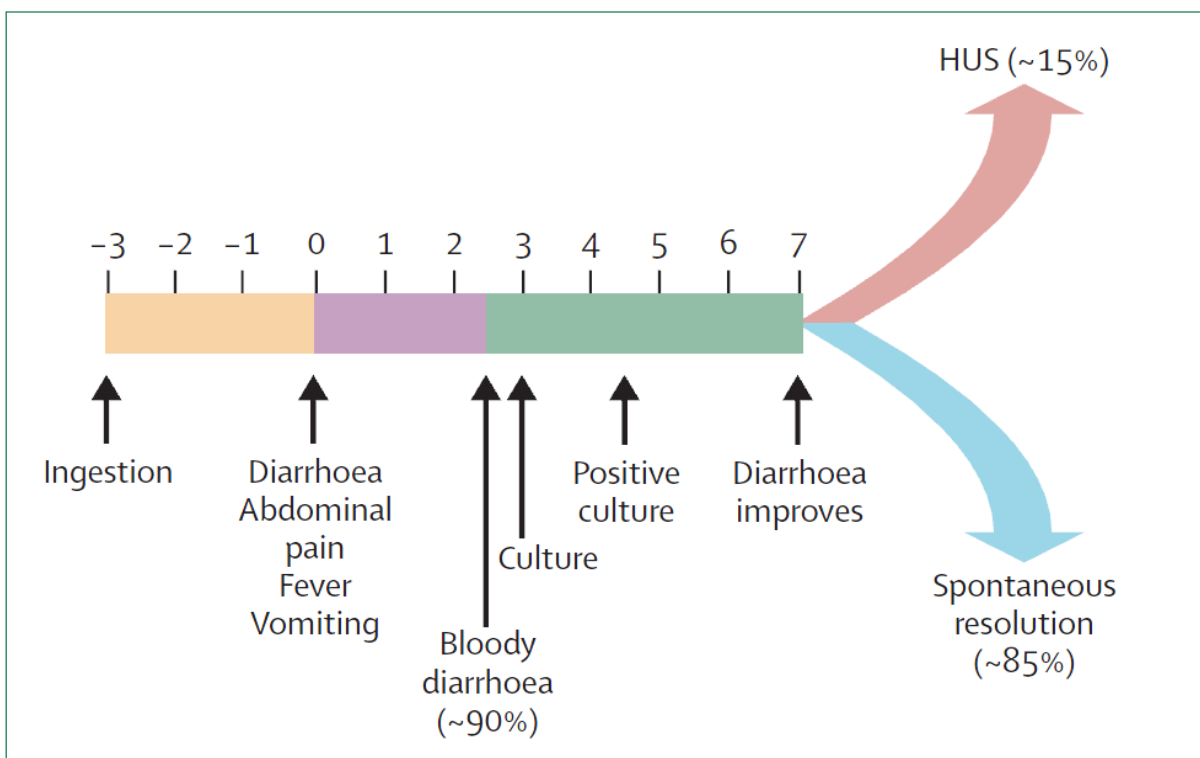 HUS (~15%)
−3 −2 −1 0 1 2 3 4 5 6 7
Ingestion
Diarrhoea
Abdominal
pain
Fever
Vomiting
Bloody
diarrhoea
(~90%)
Culture
Positive
culture
Diarrhoea
improves
Spontaneous
resolution
(~85%)